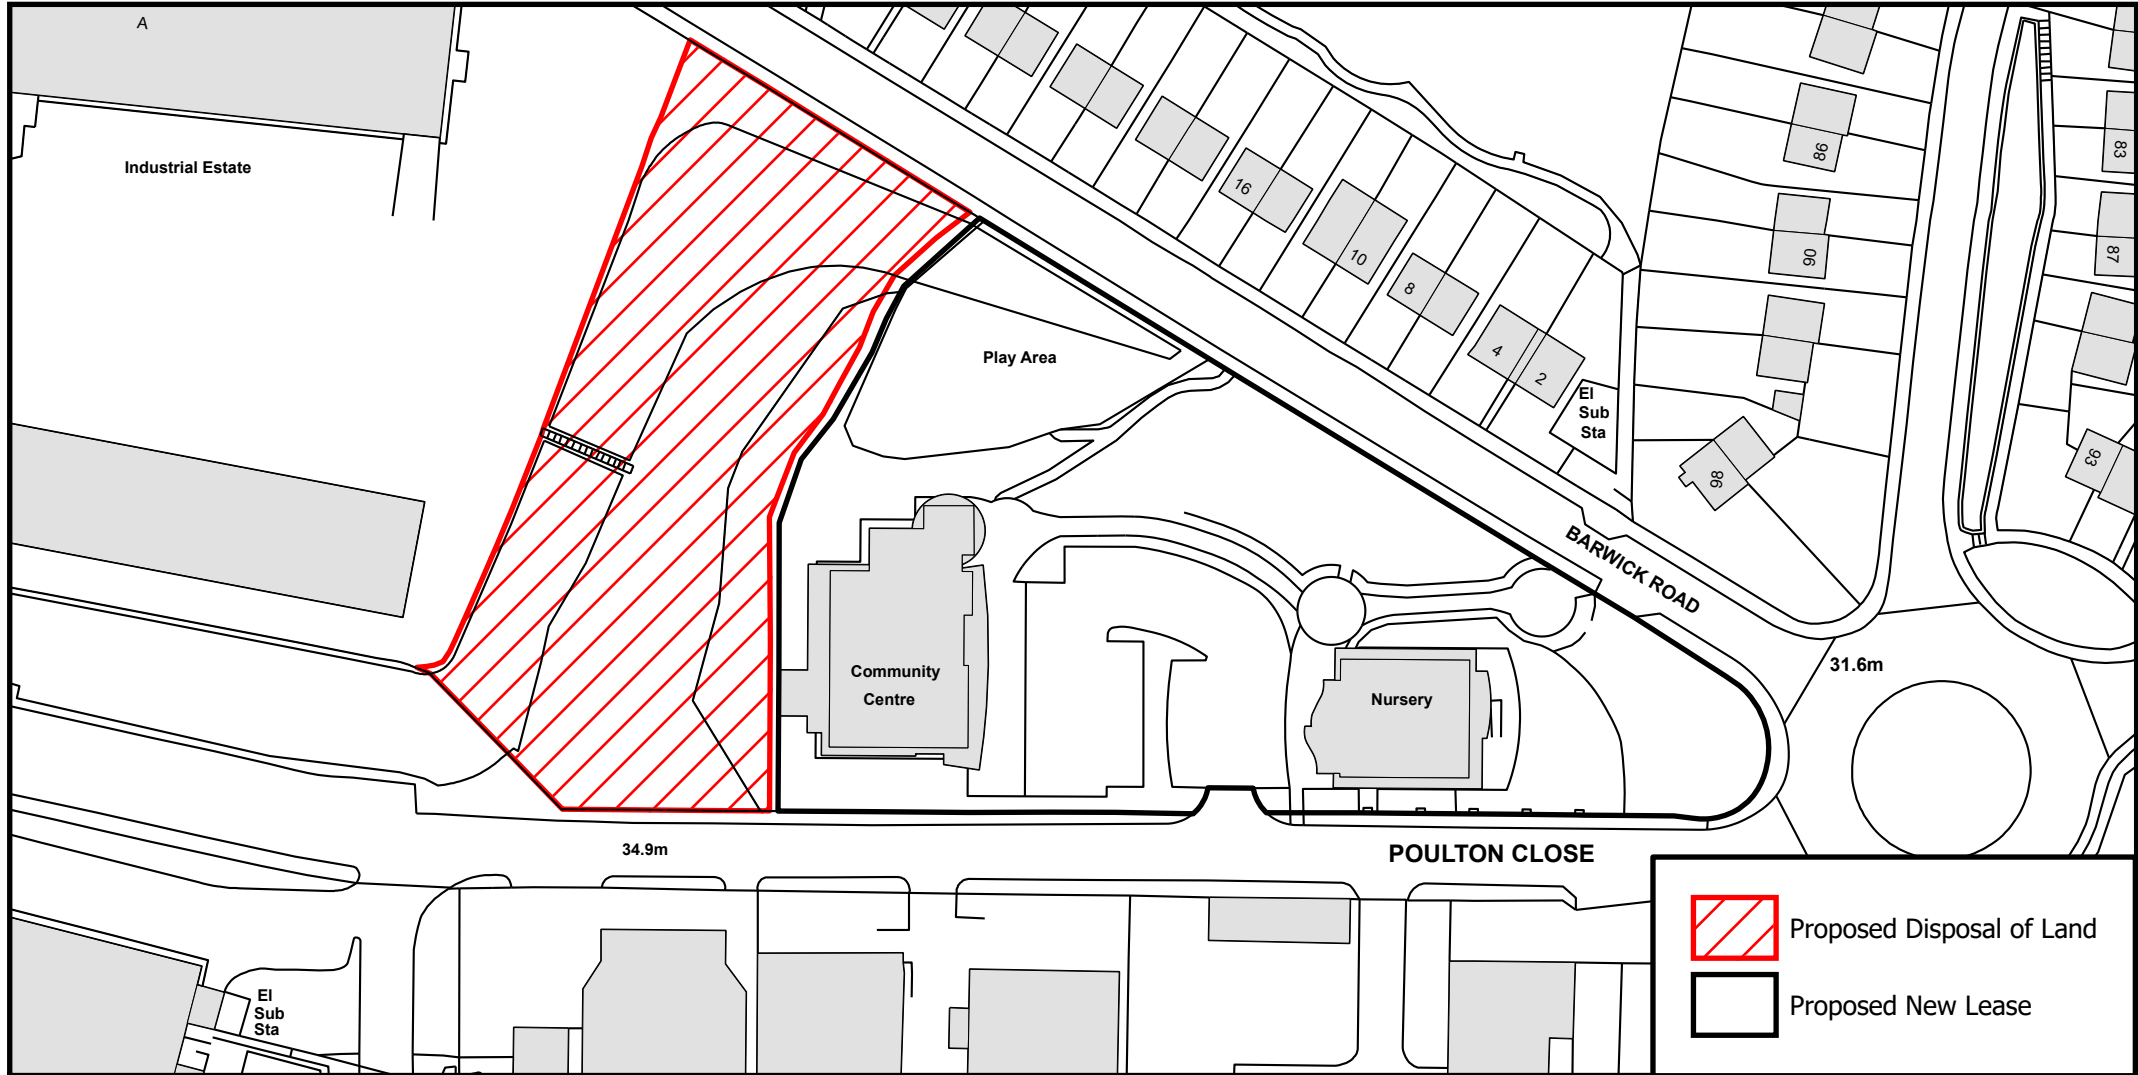 A
Industrial Estate
16
10
8
4
2
El
Sub
Sta
86
90
98
83
87
93
Play Area
BARWICK ROAD
31.6m
Community
Centre
Nursery
34.9m
POULTON CLOSE
El
Sub
Sta
Proposed Disposal of Land
Proposed New Lease